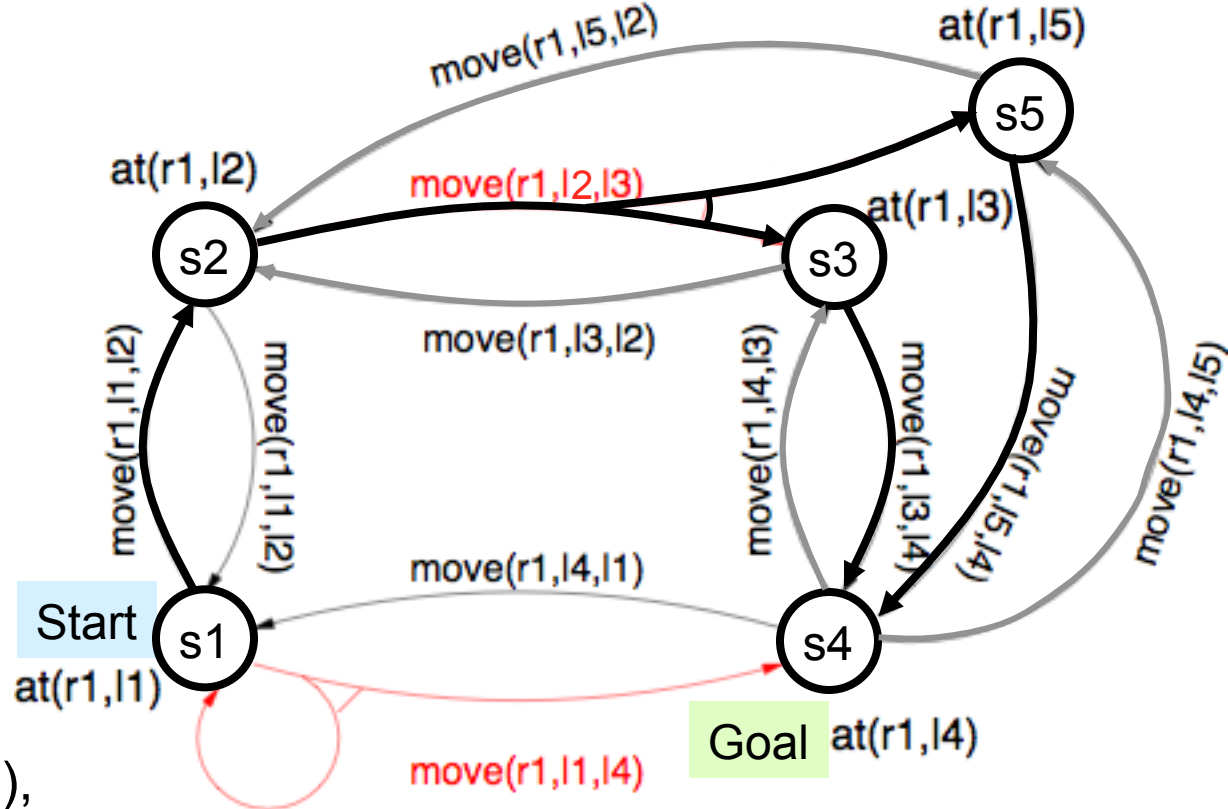 at(r1,l5)
move(r1,l5,l2)
s5
at(r1,l2)
move(r1,l2,l3)
at(r1,l3)
s2
s3
move(r1,l3,l2)
move(r1,l1,l2)
move(r1,l1,l2)
move(r1,l4,l3)
move(r1,l3,l4)
move(r1,l5,l4)
move(r1,l4,l5)
move(r1,l4,l1)
Start
s1
s4
at(r1,l1)
Goal
at(r1,l4)
move(r1,l1,l4)
),